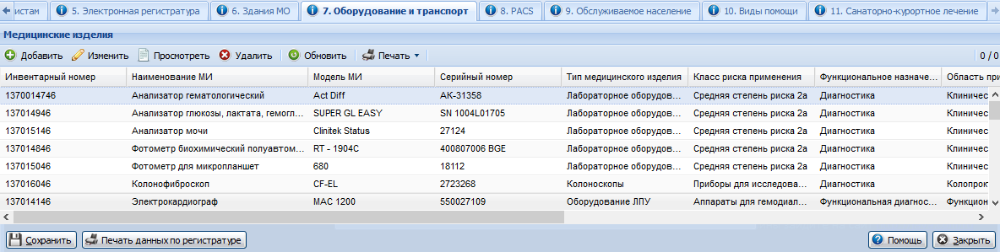 истам 5. Электронная регистратура 6. Здания МО 7. Оборудование и транспорт 8. PACS 9. Обслуживаемое население 10. Виды помощи 11. Санаторно-курортное лечение
Медицинские изделия
Добавить Изменить Просмотреть Удалить Обновить Печать 0 / 0
Инвентарный номер Наименование МИ Модель МИ Серийный номер Тип медицинского изделия Класс риска применения Функциональное назначе... Область при
1370014746 Анализатор гематологический Act Diff AK-31358 Лабораторное оборудов... Средняя степень риска 2а Диагностика Клиничес
137014946 Анализатор глюкозы, лактата, гемогл... SUPER GL EASY SN 1004L01705 Лабораторное оборудов... Средняя степень риска 2а Диагностика Клиничес
137015146 Анализатор мочи Clinitek Status 27124 Лабораторное оборудов... Средняя степень риска 2а Диагностика Клиничес
137014846 Фотометр биохимический полуавтом... RT - 1904C 400807006 BGE Лабораторное оборудов... Средняя степень риска 2а Диагностика Клиничес
137015046 Фотометр для микропланшет 680 18112 Лабораторное оборудов... Средняя степень риска 2а Диагностика Клиничес
137016046 Колонофиброскоп CF-EL 2723268 Колоноскопы Приборы для исследова... Диагностика Колопрок
137014146 Электрокардиограф MAC 1200 550027109 Оборудование ЛПУ Аппараты для гемодиал... Функциональная диагнос... Функцион
Сохранить Печать данных по регистратуре Помощь Закрыть